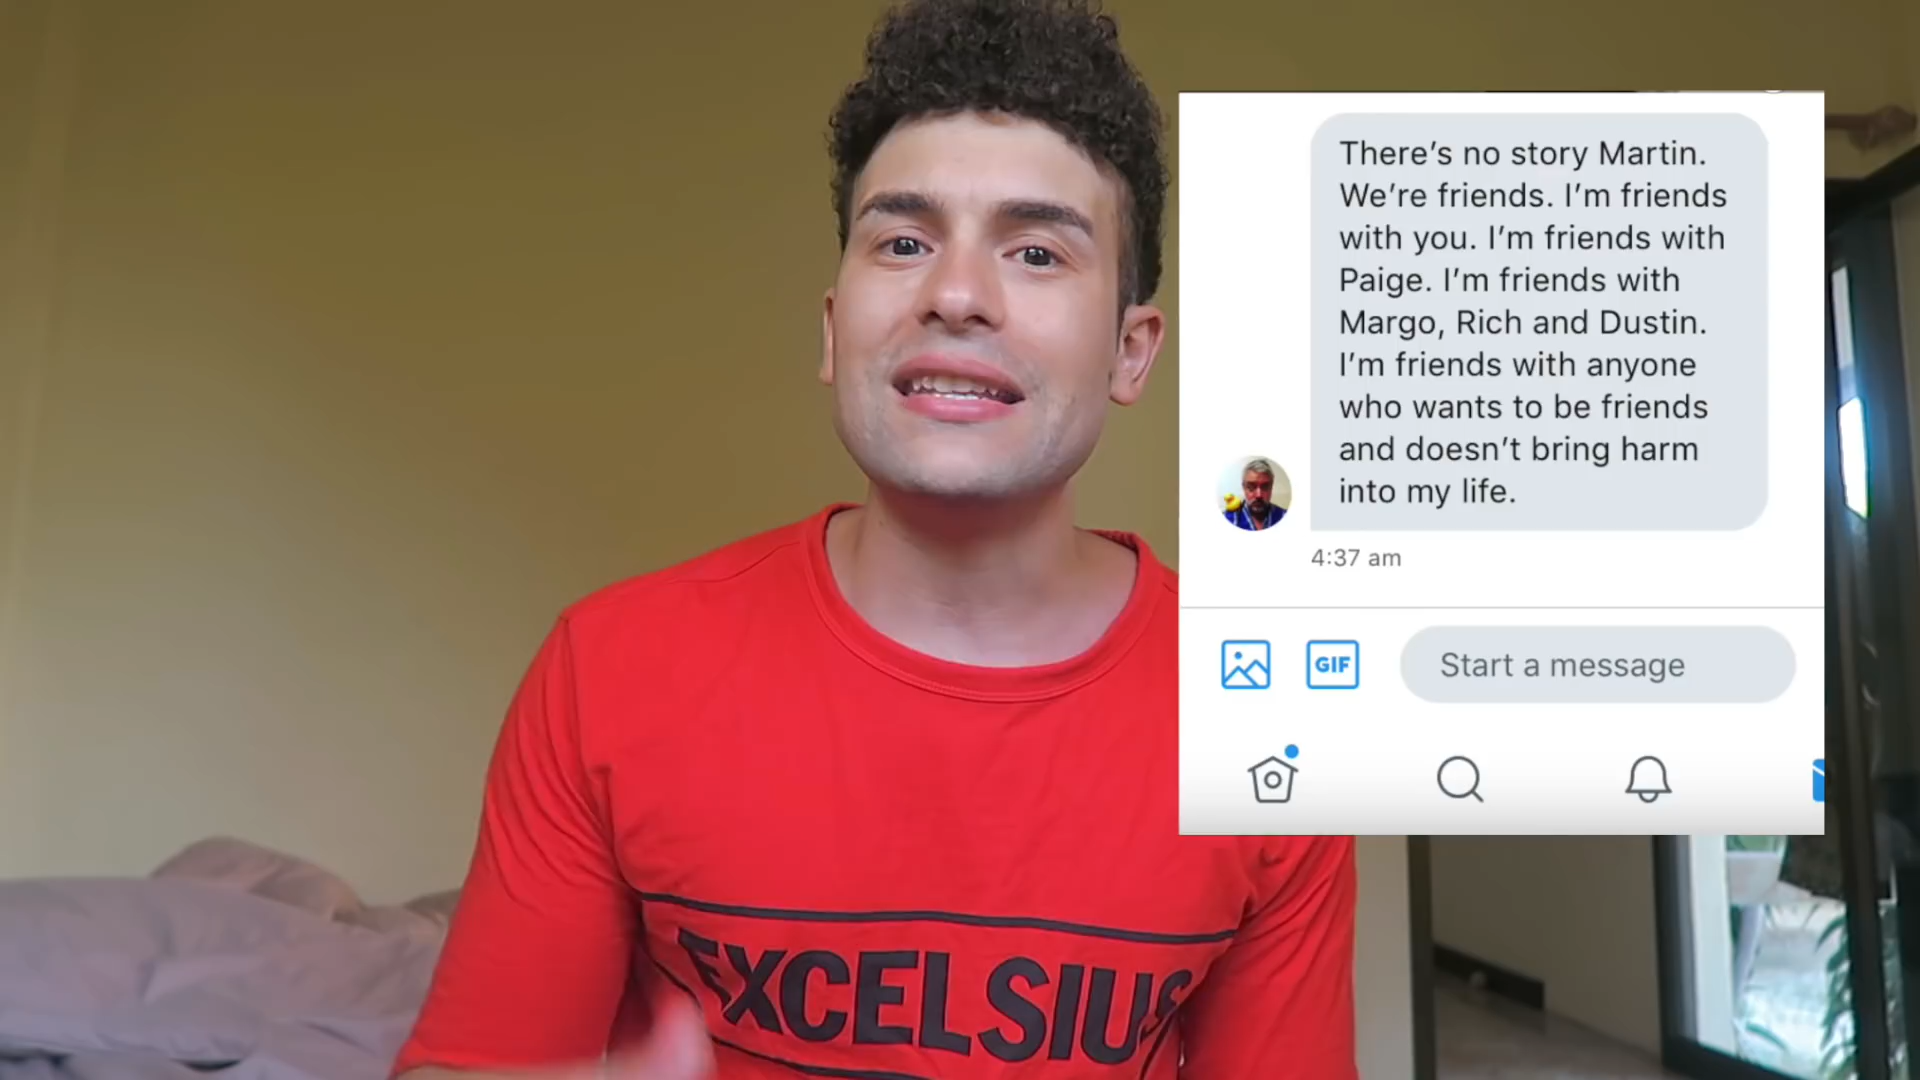 There's no story Martin.
We're friends. I'm friends
with you. I'm friends with
Paige. I'm friends with
Margo, Rich and Dustin.
I'm friends with anyone
who wants to be friends
and doesn't bring harm
into my life.
4:37 am
GIF
Start a message
EXCELSIUS